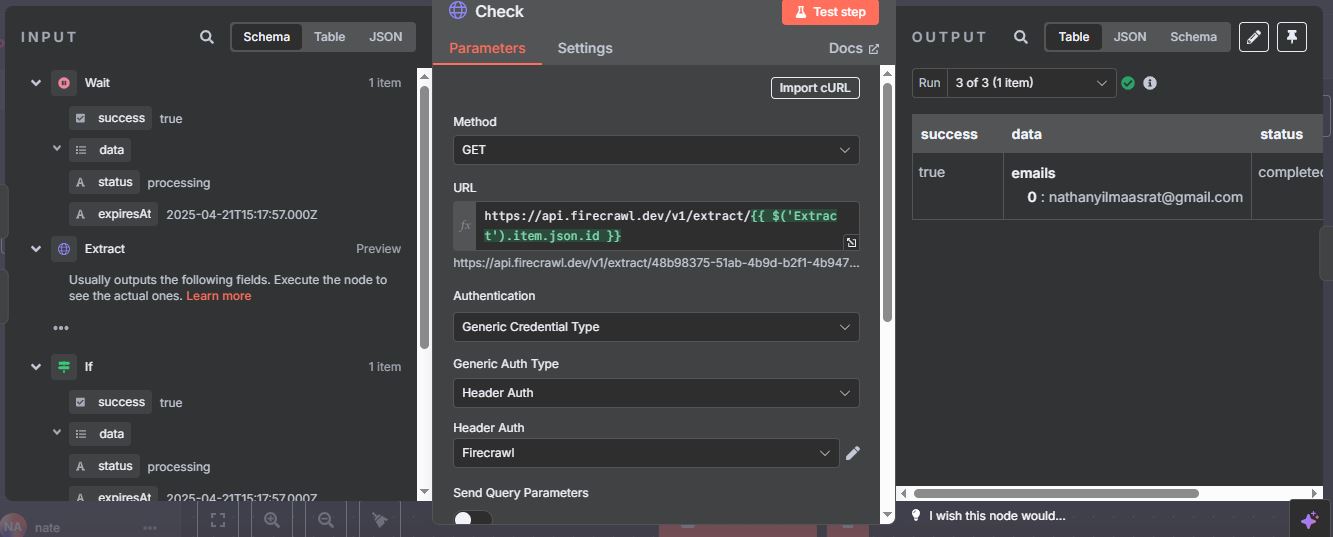 INPUT
Schema
Table
JSON
Wait
1 item
success
true
data
A
status
processing
A
expiresAt
2025-04-21T15:17:57.000Z
Extract
Preview
Usually outputs the following fields. Execute the node to
see the actual ones. Learn more
If
1 item
success
true
data
A
status
processing
A
expiresAt
2025-04-21T15:17:57.000Z
NA
nate
Check
Test step
Parameters
Settings
Docs
Import cURL
Method
GET
URL
fx
https://api.firecrawl.dev/v1/extract/{{ $('Extrac
t').item.json.id }}
https://api.firecrawl.dev/v1/extract/48b98375-51ab-4b9d-b2f1-4b947...
Authentication
Generic Credential Type
Generic Auth Type
Header Auth
Header Auth
Firecrawl
Send Query Parameters
OUTPUT
Table
JSON
Schema
Run
3 of 3 (1 item)
success
data
status
true
emails
0 : nathanyilmaasrat@gmail.com
completed
I wish this node would...